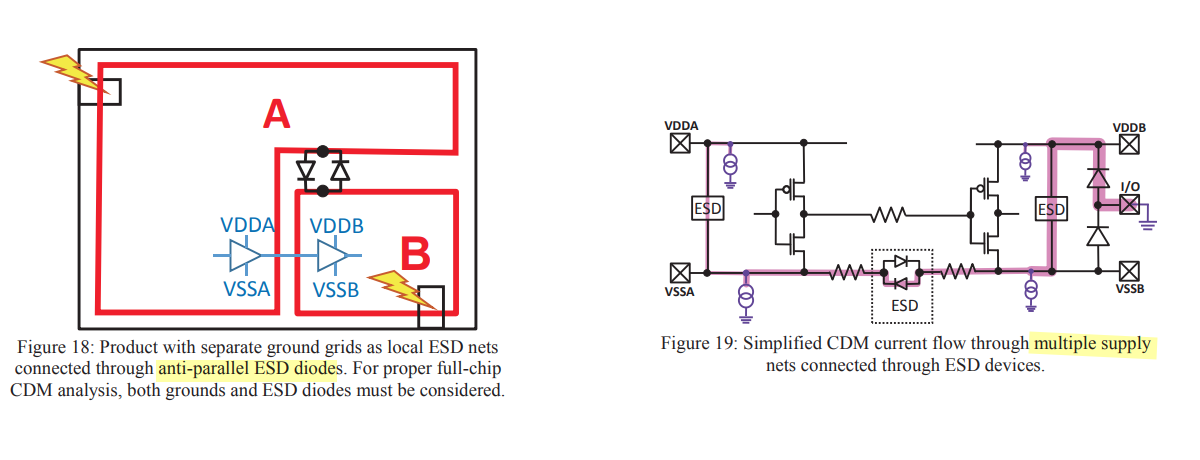 A
VDDA
VDDB
B
VSSA
VSSB
Figure 18: Product with separate ground grids as local ESD nets
connected through anti-parallel ESD diodes. For proper full-chip
CDM analysis, both grounds and ESD diodes must be considered.
VDDA
VDDB
I/O
ESD
ESD
VSSA
ESD
VSSB
Figure 19: Simplified CDM current flow through multiple supply
nets connected through ESD devices.